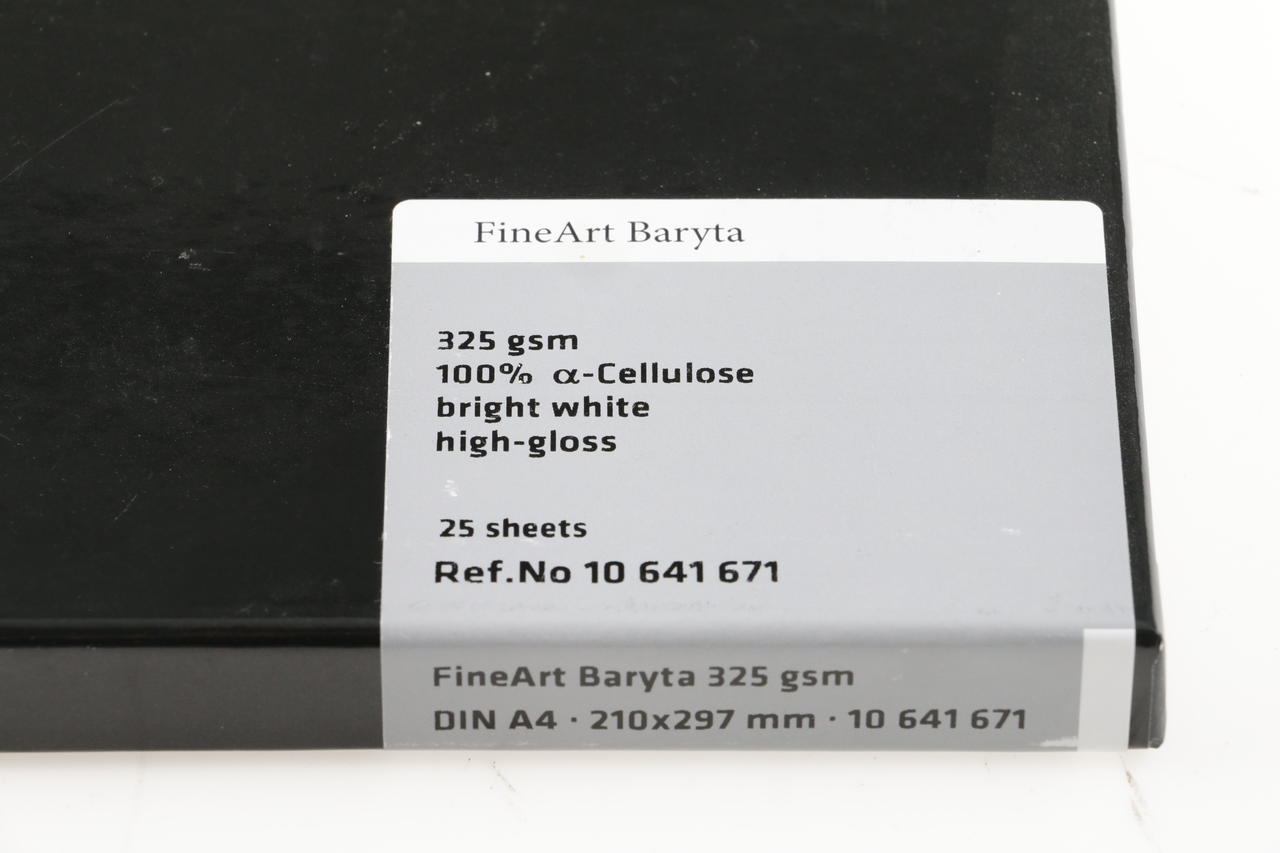 FineArt Baryta
325 gsm
100% α-Cellulose
bright white
high-gloss
25 sheets
Ref.No 10 641 671
FineArt Baryta 325 gsm
DIN A4 · 210x297 mm · 10 641 671